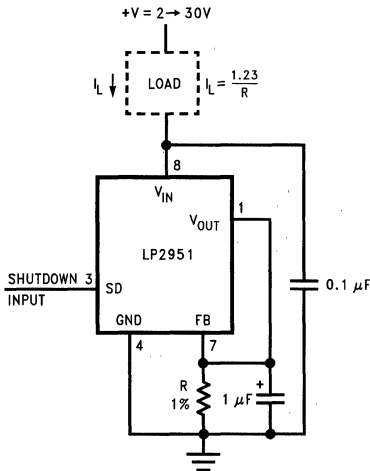 +V = 2→30V
I_L ↓ LOAD I_L = 1.23/R
8
V_IN
1
V_OUT
LP2951
SHUTDOWN 3
INPUT
SD
0.1 μF
GND FB
4 7
R
1%
+
1 μF